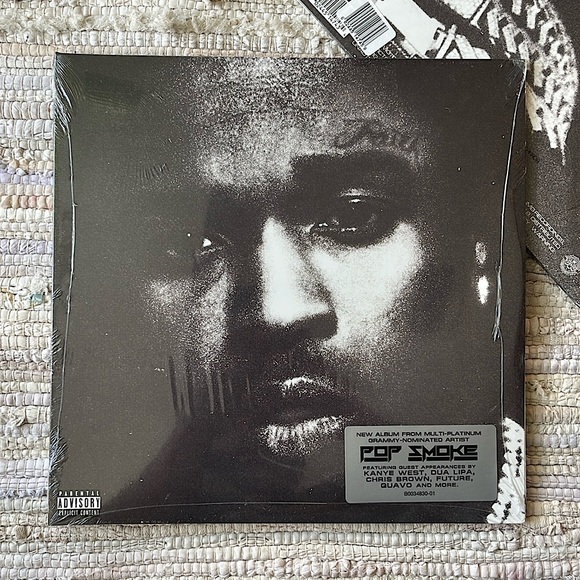 NEW ALBUM FROM MULTI-PLATINUM
GRAMMY-NOMINATED ARTIST
POP SMOKE
FEATURING GUEST APPEARANCES BY
KANYE WEST, DUA LIPA,
CHRIS BROWN, FUTURE,
QUAVO AND MORE.
B0034830-01
PARENTAL
ADVISORY
EXPLICIT CONTENT